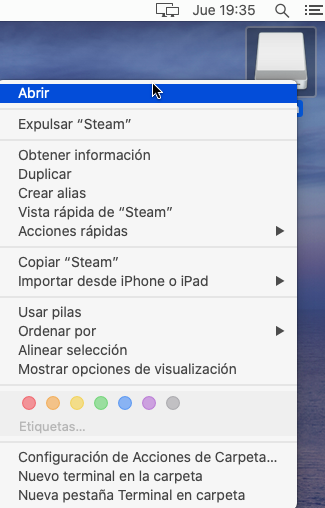 Jue 19:35
Abrir
Expulsar “Steam”
Obtener información
Duplicar
Crear alias
Vista rápida de “Steam”
Acciones rápidas
Copiar “Steam”
Importar desde iPhone o iPad
Usar pilas
Ordenar por
Alinear selección
Mostrar opciones de visualización
Etiquetas...
Configuración de Acciones de Carpeta...
Nuevo terminal en la carpeta
Nueva pestaña Terminal en carpeta